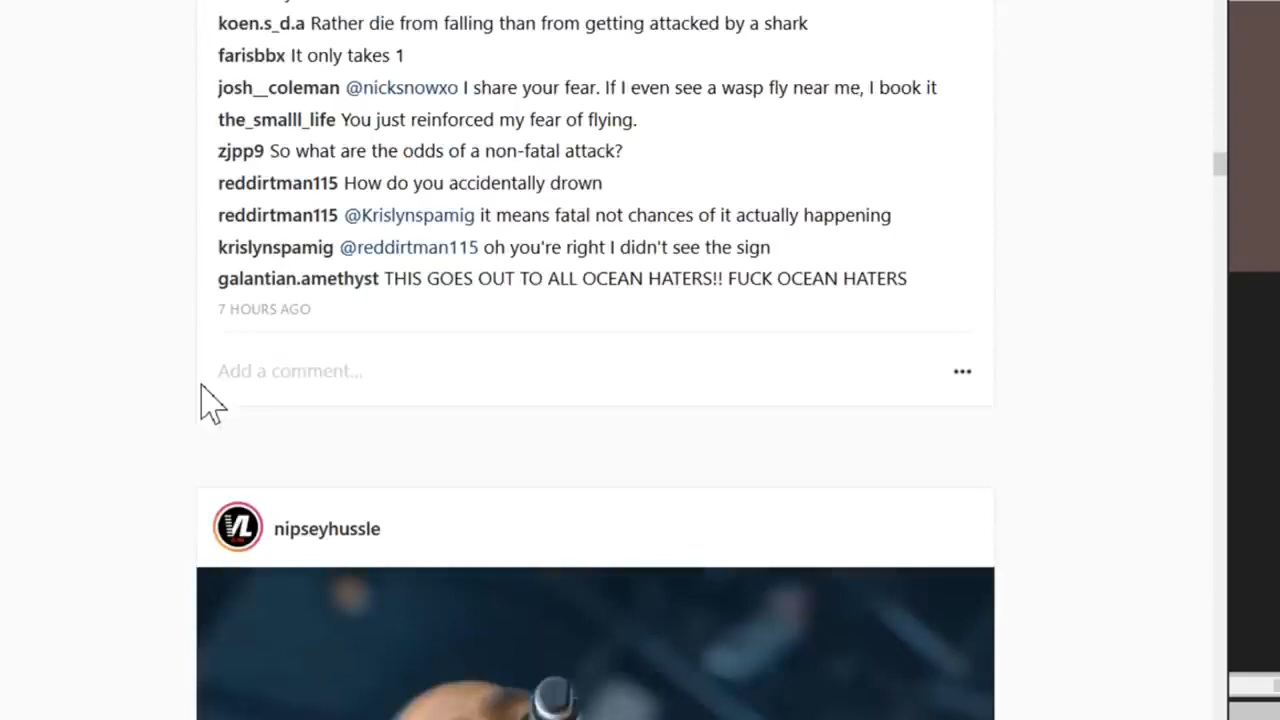 koen.s_d.a Rather die from falling than from getting attacked by a shark
farisbbx It only takes 1
josh__coleman @nicksnowxo I share your fear. If I even see a wasp fly near me, I book it
the_smalll_life You just reinforced my fear of flying.
zjpp9 So what are the odds of a non-fatal attack?
reddirtman115 How do you accidentally drown
reddirtman115 @Krislynspamig it means fatal not chances of it actually happening
krislynspamig @reddirtman115 oh you're right I didn't see the sign
galantian.amethyst THIS GOES OUT TO ALL OCEAN HATERS!! FUCK OCEAN HATERS
7 HOURS AGO
Add a comment...
nipseyhussle